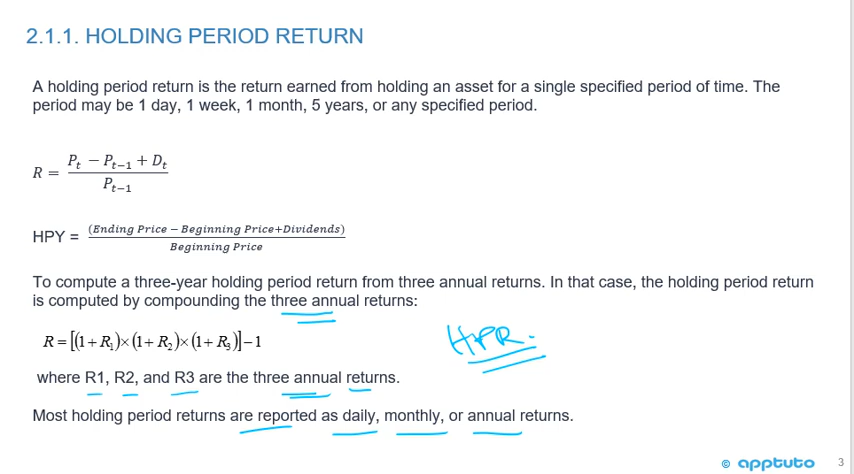 2.1.1. HOLDING PERIOD RETURN
A holding period return is the return earned from holding an asset for a single specified period of time. The
period may be 1 day, 1 week, 1 month, 5 years, or any specified period.
R = (P_t − P_{t−1} + D_t) / P_{t−1}
HPY = (Ending Price − Beginning Price+Dividends) / Beginning Price
To compute a three-year holding period return from three annual returns. In that case, the holding period return
is computed by compounding the three annual returns:
R = [(1 + R₁)×(1 + R₂)×(1 + R₃)] − 1
HPR
where R1, R2, and R3 are the three annual returns.
Most holding period returns are reported as daily, monthly, or annual returns.
© apptuto 3